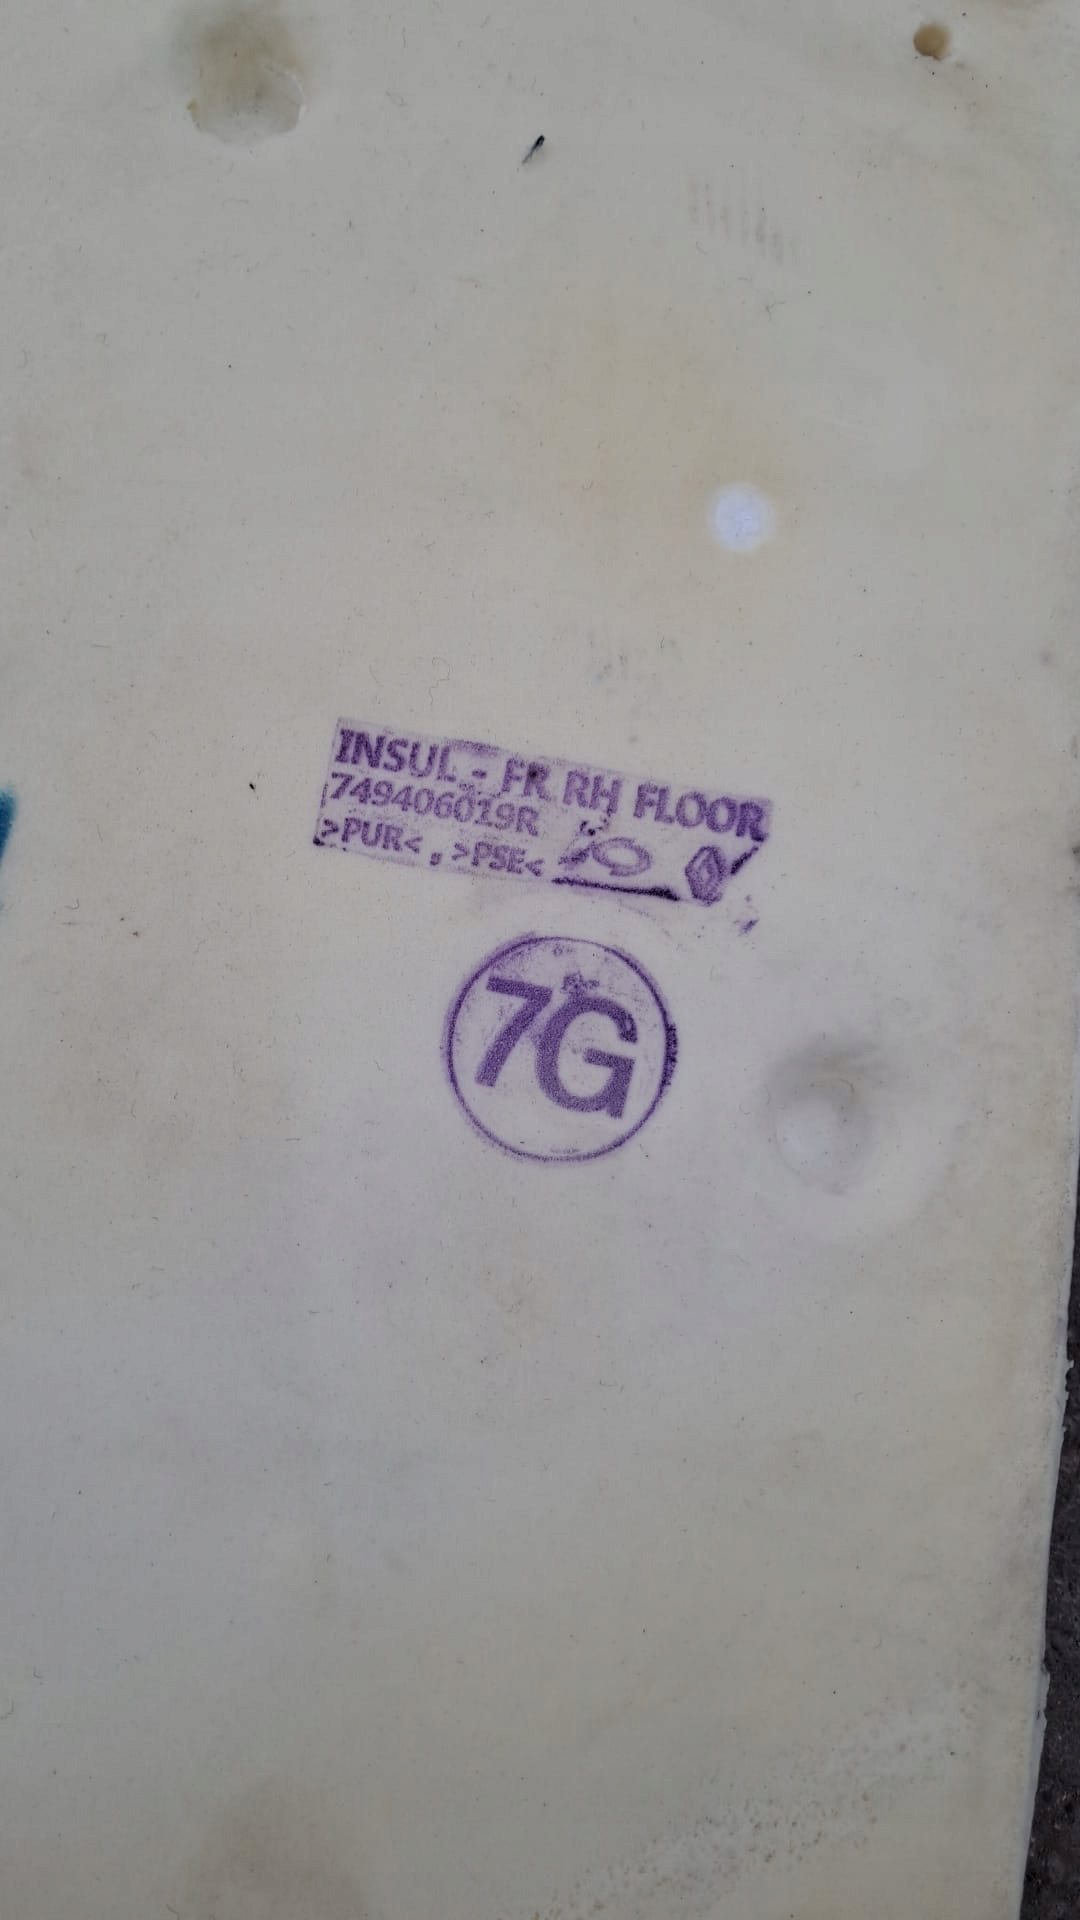 INSUL - FR RH FLOOR
749406019R
>PUR< , >PSE<
7G